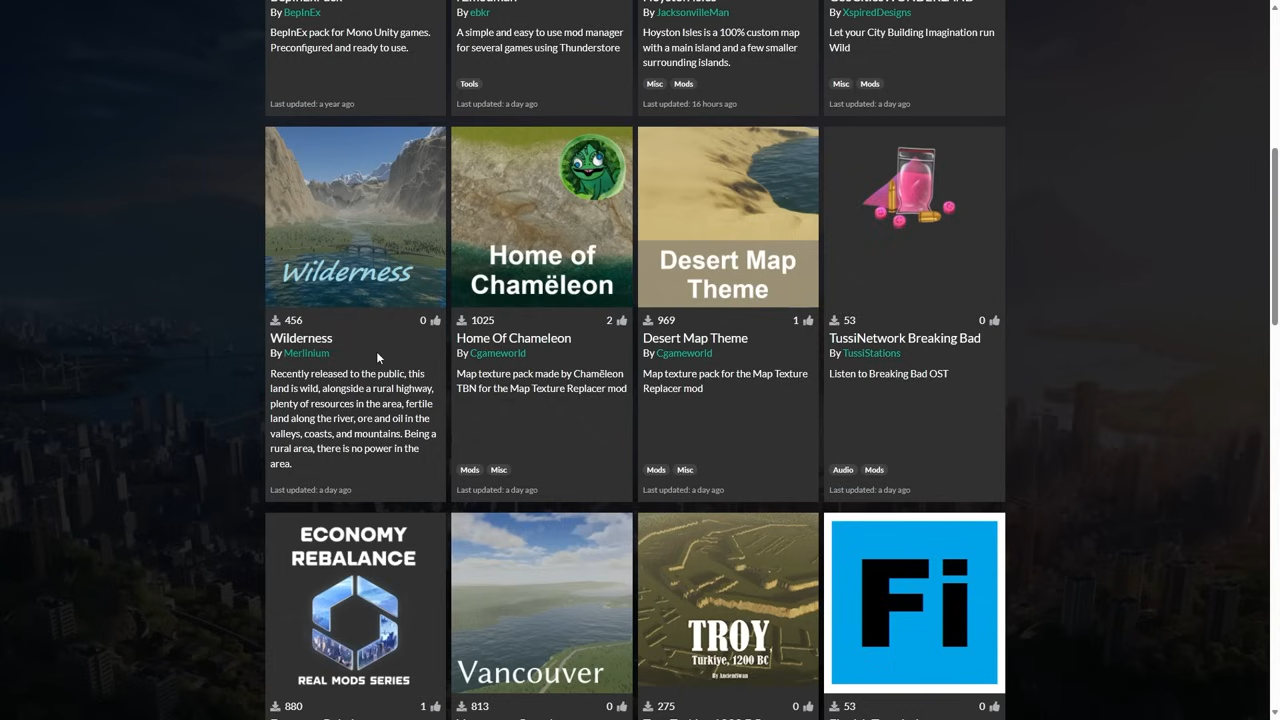 By BepInEx
By ebkr
By JacksonvilleMan
By XspiredDesigns
BepInEx pack for Mono Unity games.
Preconfigured and ready to use.
A simple and easy to use mod manager
for several games using Thunderstore
Hoyston Isles is a 100% custom map
with a main island and a few smaller
surrounding islands.
Let your City Building Imagination run
Wild
Tools
Misc Mods
Misc Mods
Last updated: a year ago
Last updated: a day ago
Last updated: 16 hours ago
Last updated: a day ago
Wilderness
Home of
Chamëleon
Desert Map
Theme
456 0
Wilderness
By Merlinium
Recently released to the public, this
land is wild, alongside a rural highway,
plenty of resources in the area, fertile
land along the river, ore and oil in the
valleys, coasts, and mountains. Being a
rural area, there is no power in the
area.
Last updated: a day ago
1025 2
Home Of Chameleon
By Cgameworld
Map texture pack made by Chamëleon
TBN for the Map Texture Replacer mod
Mods Misc
Last updated: a day ago
969 1
Desert Map Theme
By Cgameworld
Map texture pack for the Map Texture
Replacer mod
Mods Misc
Last updated: a day ago
53 0
TussiNetwork Breaking Bad
By TussiStations
Listen to Breaking Bad OST
Audio Mods
Last updated: a day ago
ECONOMY
REBALANCE
REAL MODS SERIES
Vancouver
TROY
Turkiye, 1200 BC
Fi
880 1
813 0
275 0
53 0